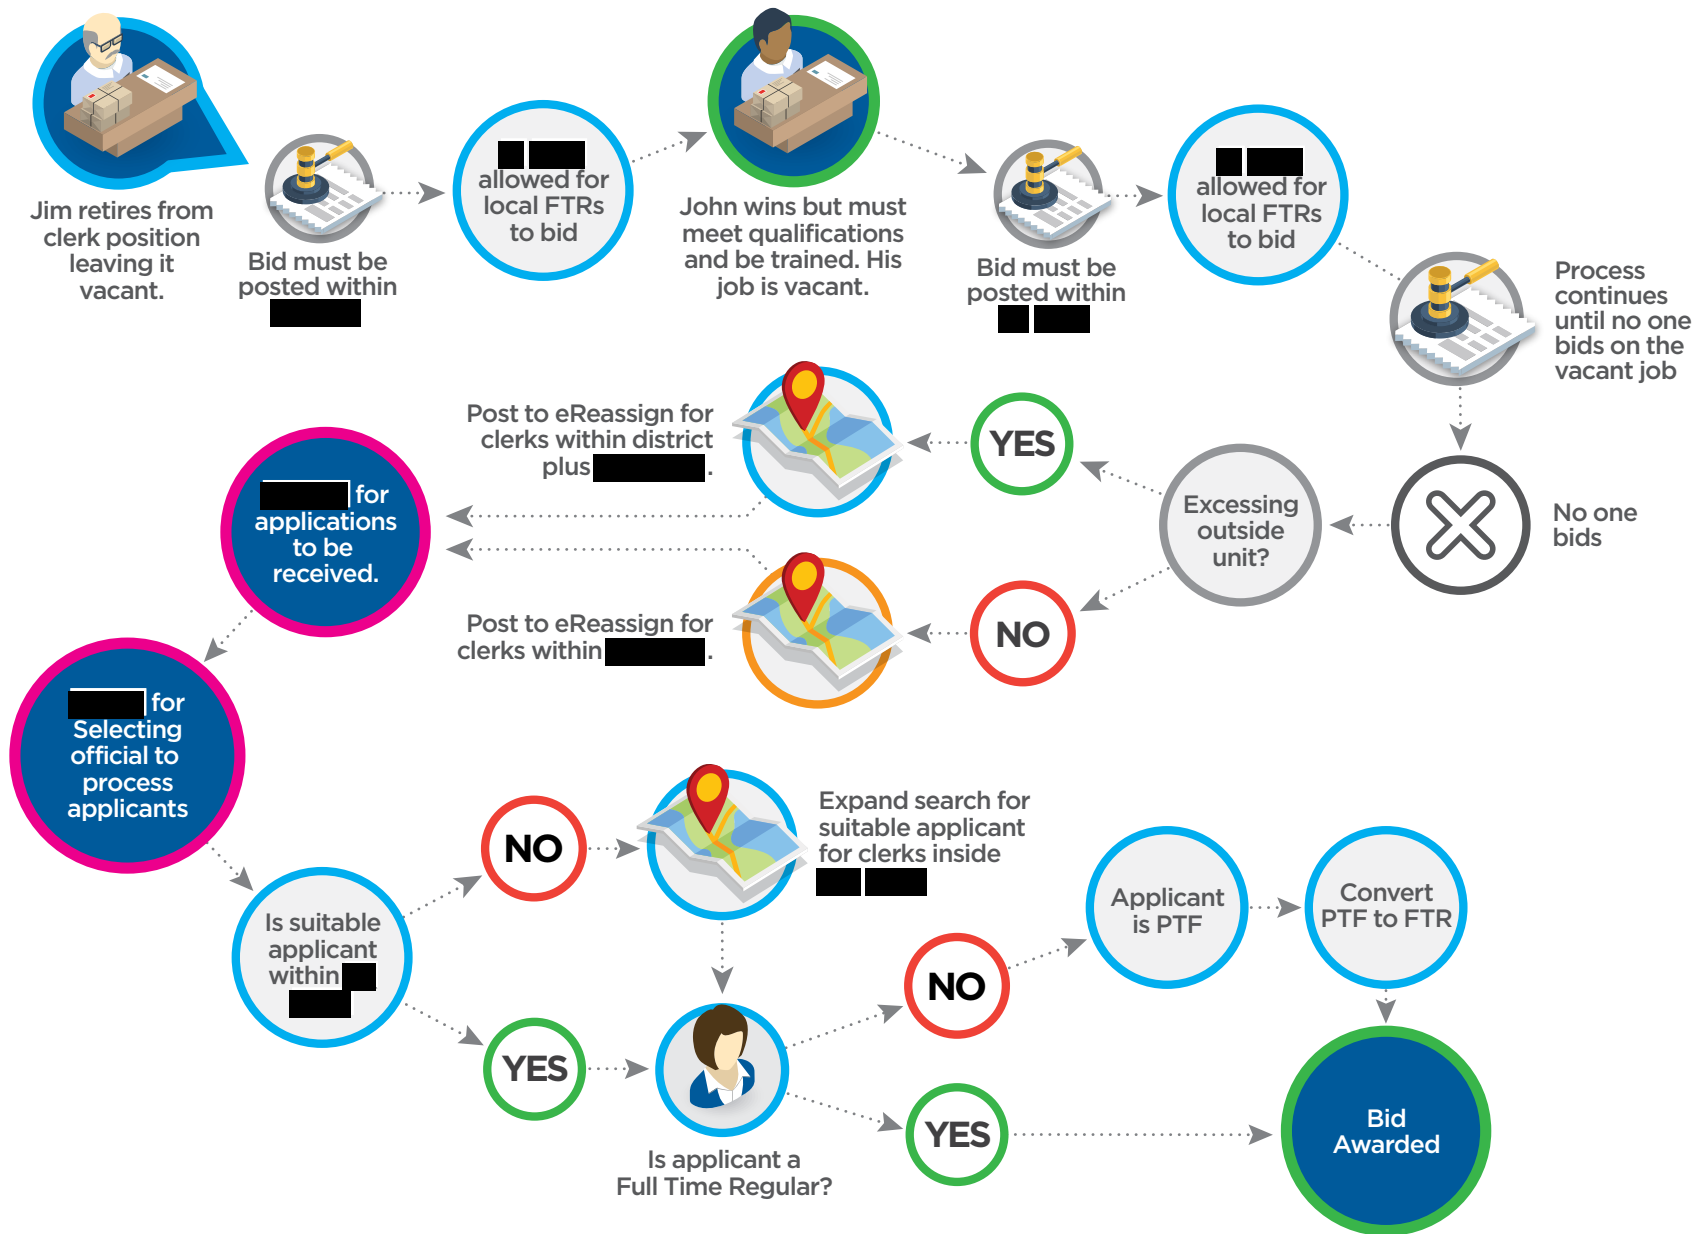 Jim retires from
clerk position
leaving it
vacant.
Bid must be
posted within
allowed for
local FTRs
to bid
John wins but must
meet qualifications
and be trained. His
job is vacant.
Bid must be
posted within
allowed for
local FTRs
to bid
Process
continues
until no one
bids on the
vacant job
No one
bids
Excessing
outside
unit?
YES
Post to eReassign for
clerks within district
plus .
NO
Post to eReassign for
clerks within .
for
applications
to be
received.
for
Selecting
official to
process
applicants
Is suitable
applicant
within
NO
Expand search for
suitable applicant
for clerks inside
YES
Is applicant a
Full Time Regular?
NO
Applicant
is PTF
Convert
PTF to FTR
YES
Bid
Awarded